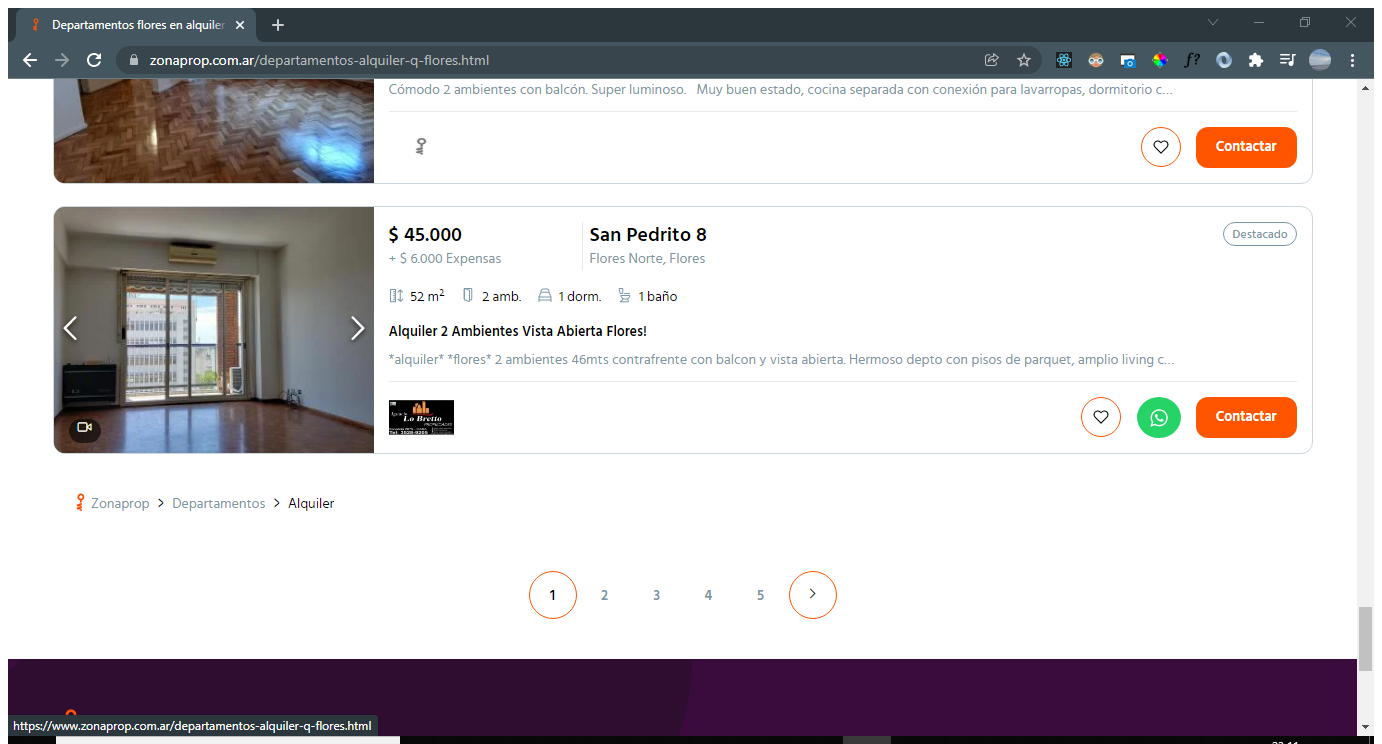 Departamentos flores en alquiler
zonaprop.com.ar/departamentos-alquiler-q-flores.html
f?
Cómodo 2 ambientes con balcón. Super luminoso. Muy buen estado, cocina separada con conexión para lavarropas, dormitorio c...
Contactar
$ 45.000
San Pedrito 8
Destacado
+ $ 6.000 Expensas
Flores Norte, Flores
52 m² 2 amb. 1 dorm. 1 baño
Alquiler 2 Ambientes Vista Abierta Flores!
*alquiler* *flores* 2 ambientes 46mts contrafrente con balcon y vista abierta. Hermoso depto con pisos de parquet, amplio living c...
Lo Bretto
PROPIEDADES
Contactar
Zonaprop > Departamentos > Alquiler
1 2 3 4 5 >
https://www.zonaprop.com.ar/departamentos-alquiler-q-flores.html